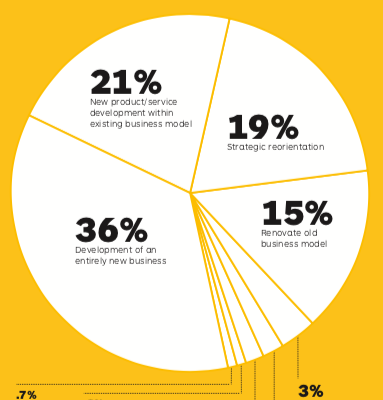 21%
New product/service
development within
existing business model
19%
Strategic reorientation
15%
Renovate old
business model
36%
Development of an
entirely new business
3%
.7%